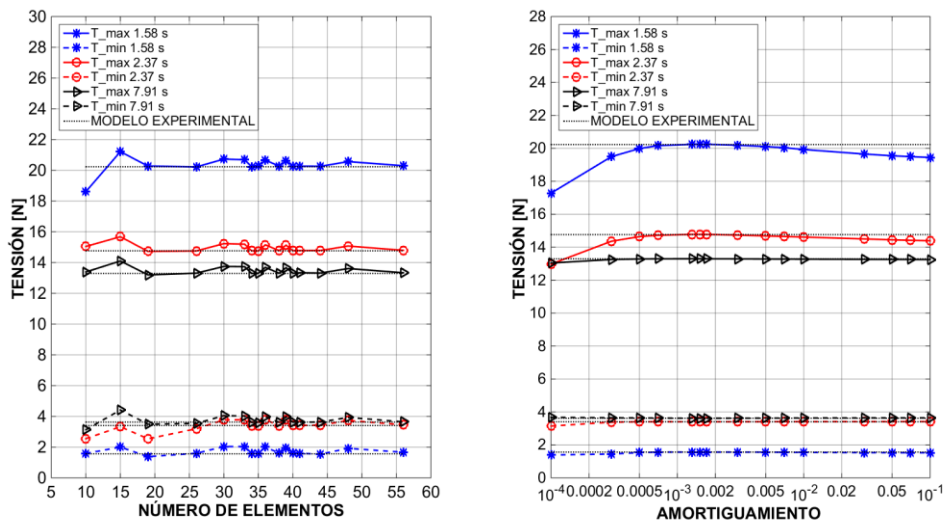 30
28
26
24
22
20
18
16
14
12
10
8
6
4
2
0
TENSIÓN [N]
T_max 1.58 s
T_min 1.58 s
T_max 2.37 s
T_min 2.37 s
T_max 7.91 s
T_min 7.91 s
MODELO EXPERIMENTAL
5 10 15 20 25 30 35 40 45 50 55 60
NÚMERO DE ELEMENTOS
28
26
24
22
20
18
16
14
12
10
8
6
4
2
0
TENSIÓN [N]
T_max 1.58 s
T_min 1.58 s
T_max 2.37 s
T_min 2.37 s
T_max 7.91 s
T_min 7.91 s
MODELO EXPERIMENTAL
10^-4 0.0002 0.0005 10^-3 0.002 0.005 10^-2 0.02 0.05 10^-1
AMORTIGUAMIENTO